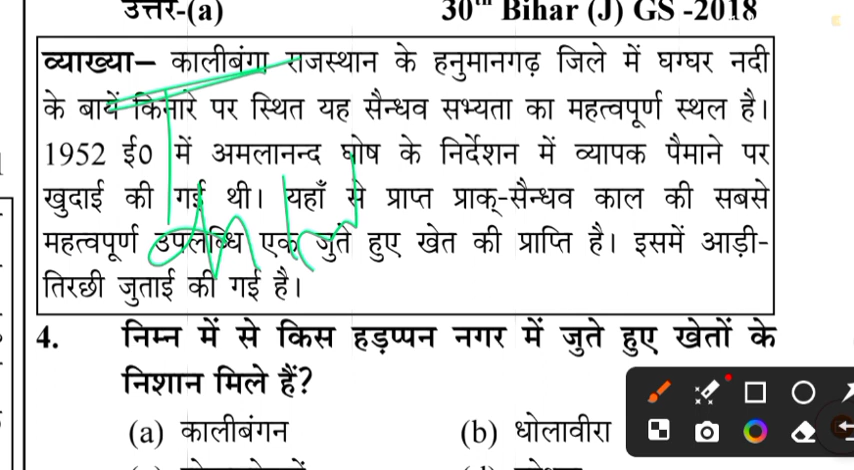 उत्तर-(a) 30th Bihar (J) GS -2018
व्याख्या– कालीबंगा राजस्थान के हनुमानगढ़ जिले में घग्घर नदी
के बायें किनारे पर स्थित यह सैन्धव सभ्यता का महत्वपूर्ण स्थल है।
1952 ई0 में अमलानन्द घोष के निर्देशन में व्यापक पैमाने पर
खुदाई की गई थी। यहाँ से प्राप्त प्राक्-सैन्धव काल की सबसे
महत्वपूर्ण उपलब्धि एक जुते हुए खेत की प्राप्ति है। इसमें आड़ी-
तिरछी जुताई की गई है।
4. निम्न में से किस हड़प्पन नगर में जुते हुए खेतों के
निशान मिले हैं?
(a) कालीबंगन (b) धोलावीरा